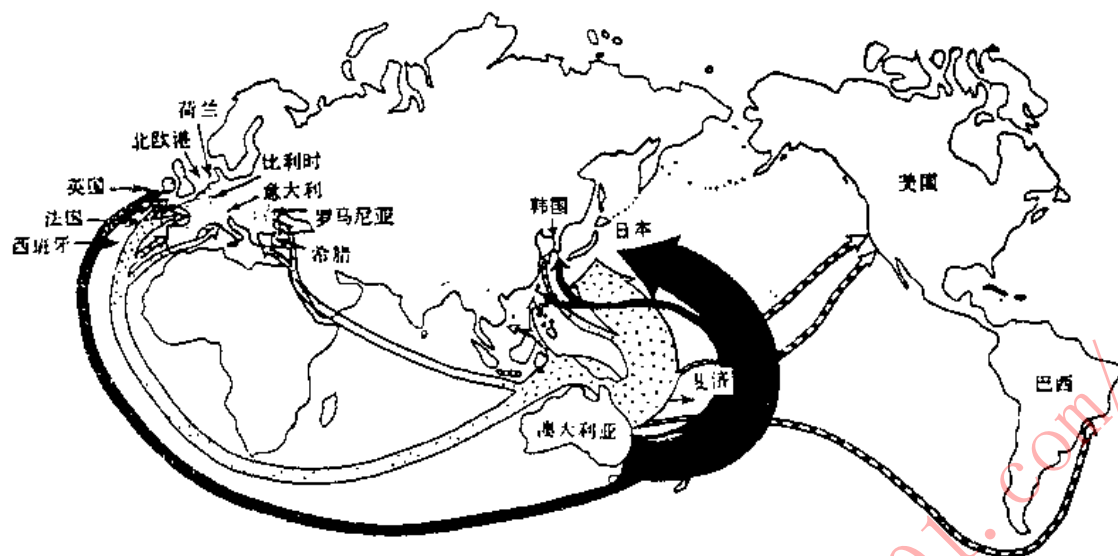 荷兰
北欧港
比利时
英国
意大利
法国
罗马尼亚
西班牙
希腊
韩国
日本
美国
斐济
澳大利亚
巴西
.com/